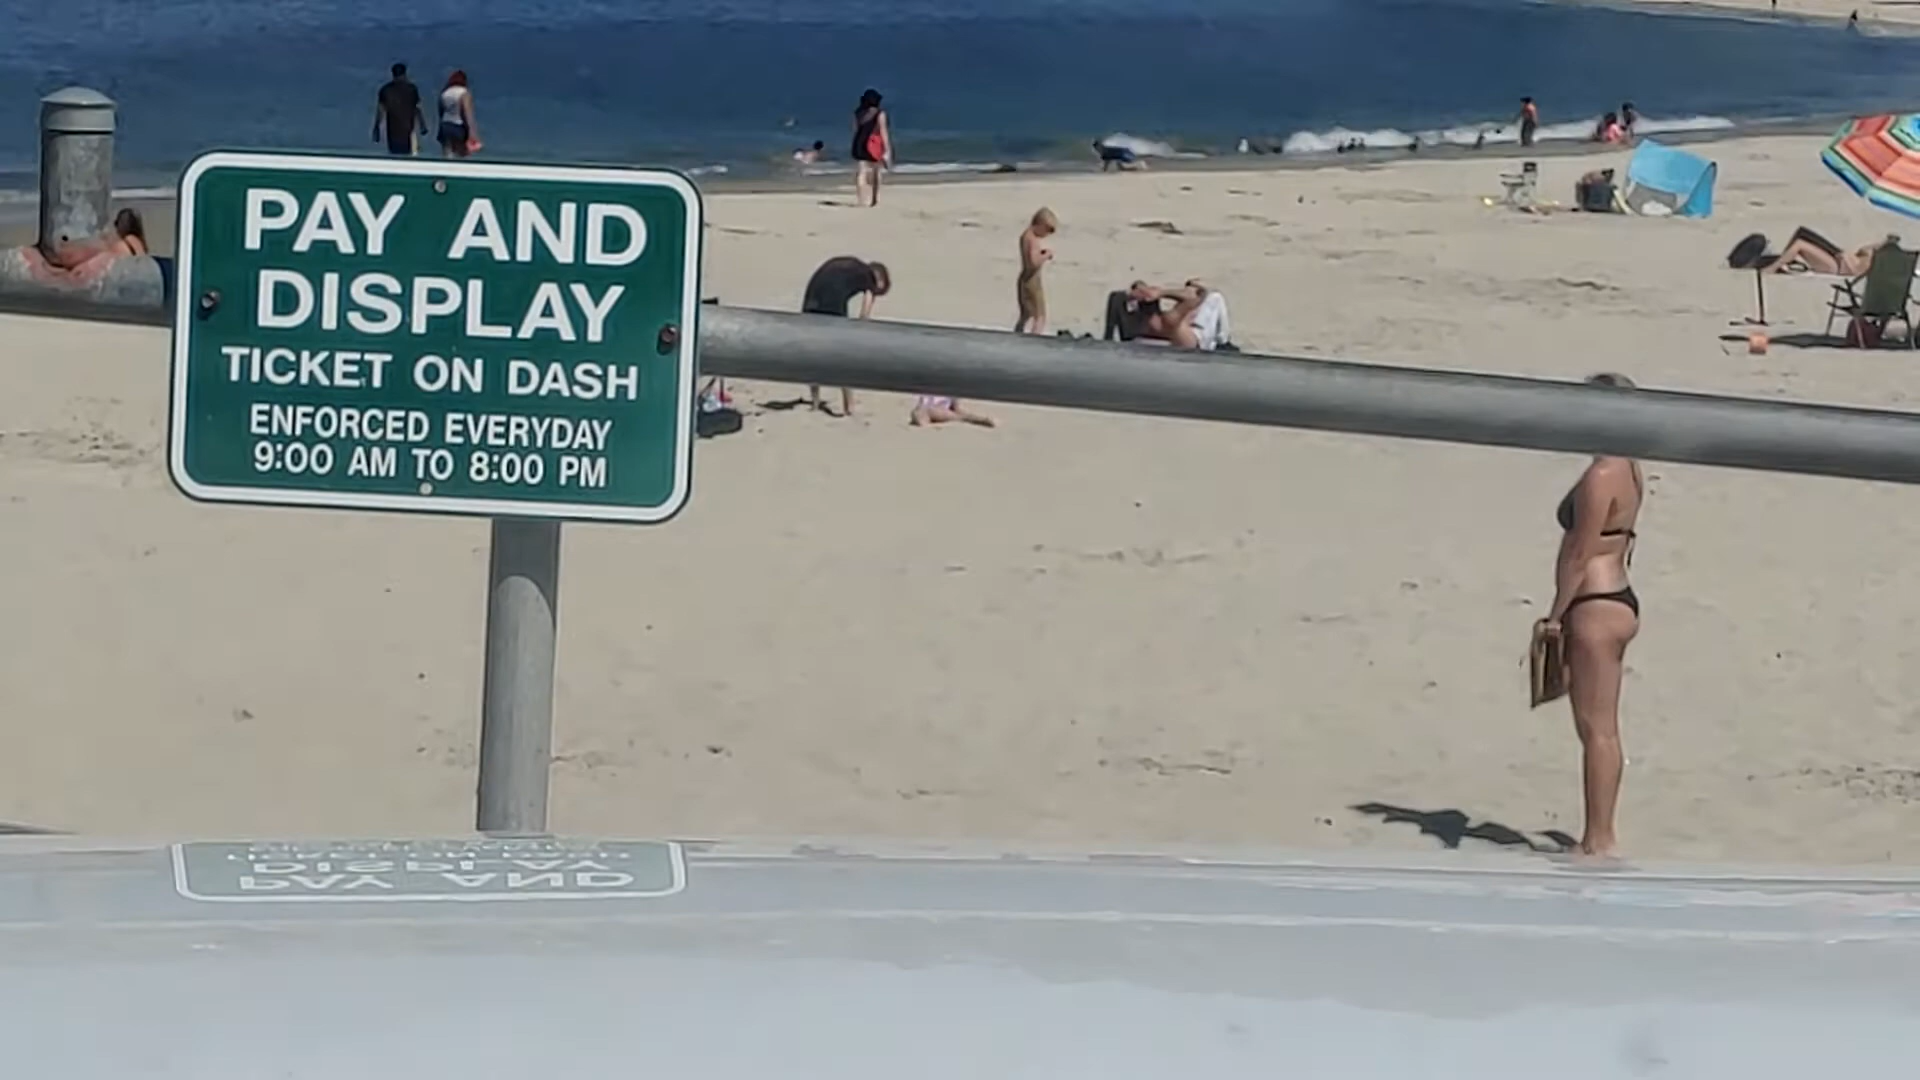 PAY AND
DISPLAY
TICKET ON DASH
ENFORCED EVERYDAY
9:00 AM TO 8:00 PM